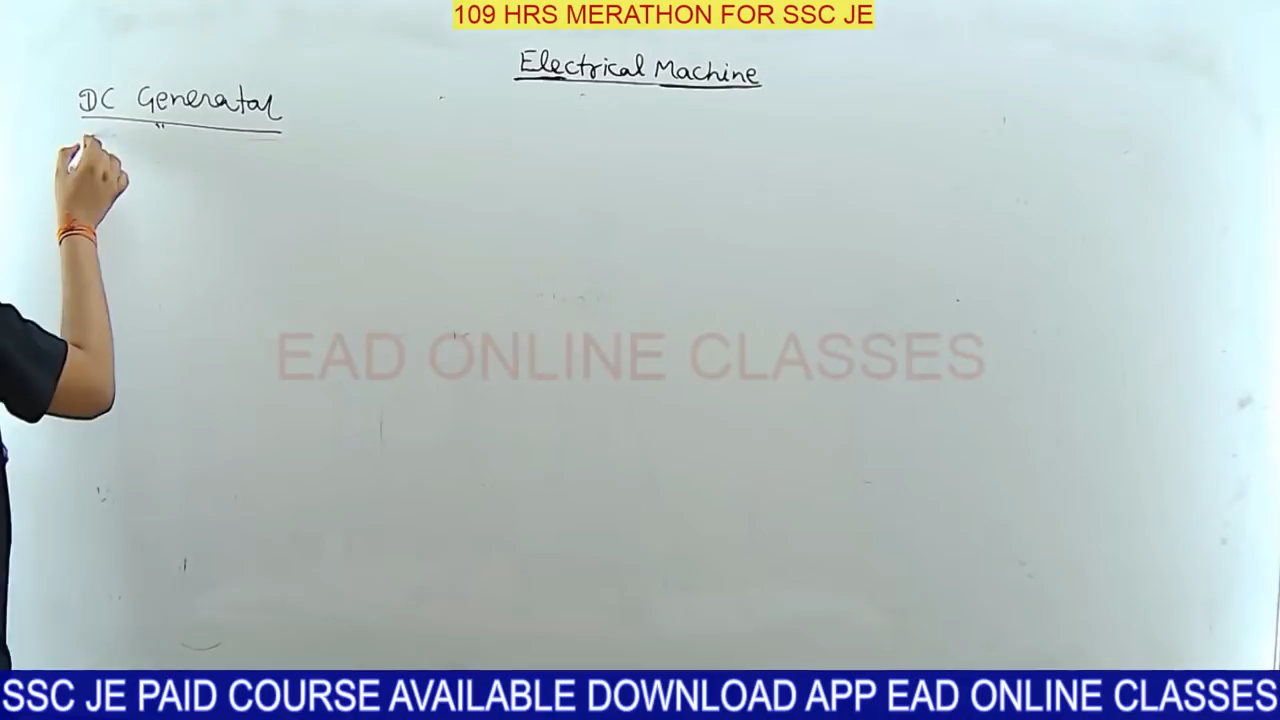 109 HRS MERATHON FOR SSC JE
Electrical Machine
DC Generator
EAD ONLINE CLASSES
SSC JE PAID COURSE AVAILABLE DOWNLOAD APP EAD ONLINE CLASSES